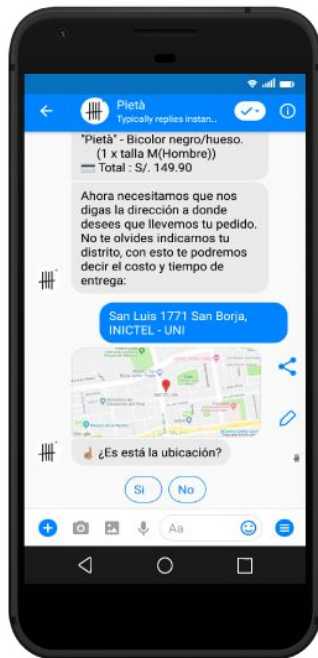 Pietà
Typically replies instan...
"Pietà" - Bicolor negro/hueso.
(1 x talla M(Hombre))
Total : S/. 149.90
Ahora necesitamos que nos
digas la dirección a donde
desees que llevemos tu pedido.
No te olvides indicarnos tu
distrito, con esto te podremos
decir el costo y tiempo de
entrega:
San Luis 1771 San Borja,
INICTEL - UNI
¿Es está la ubicación?
Si
No
Aa